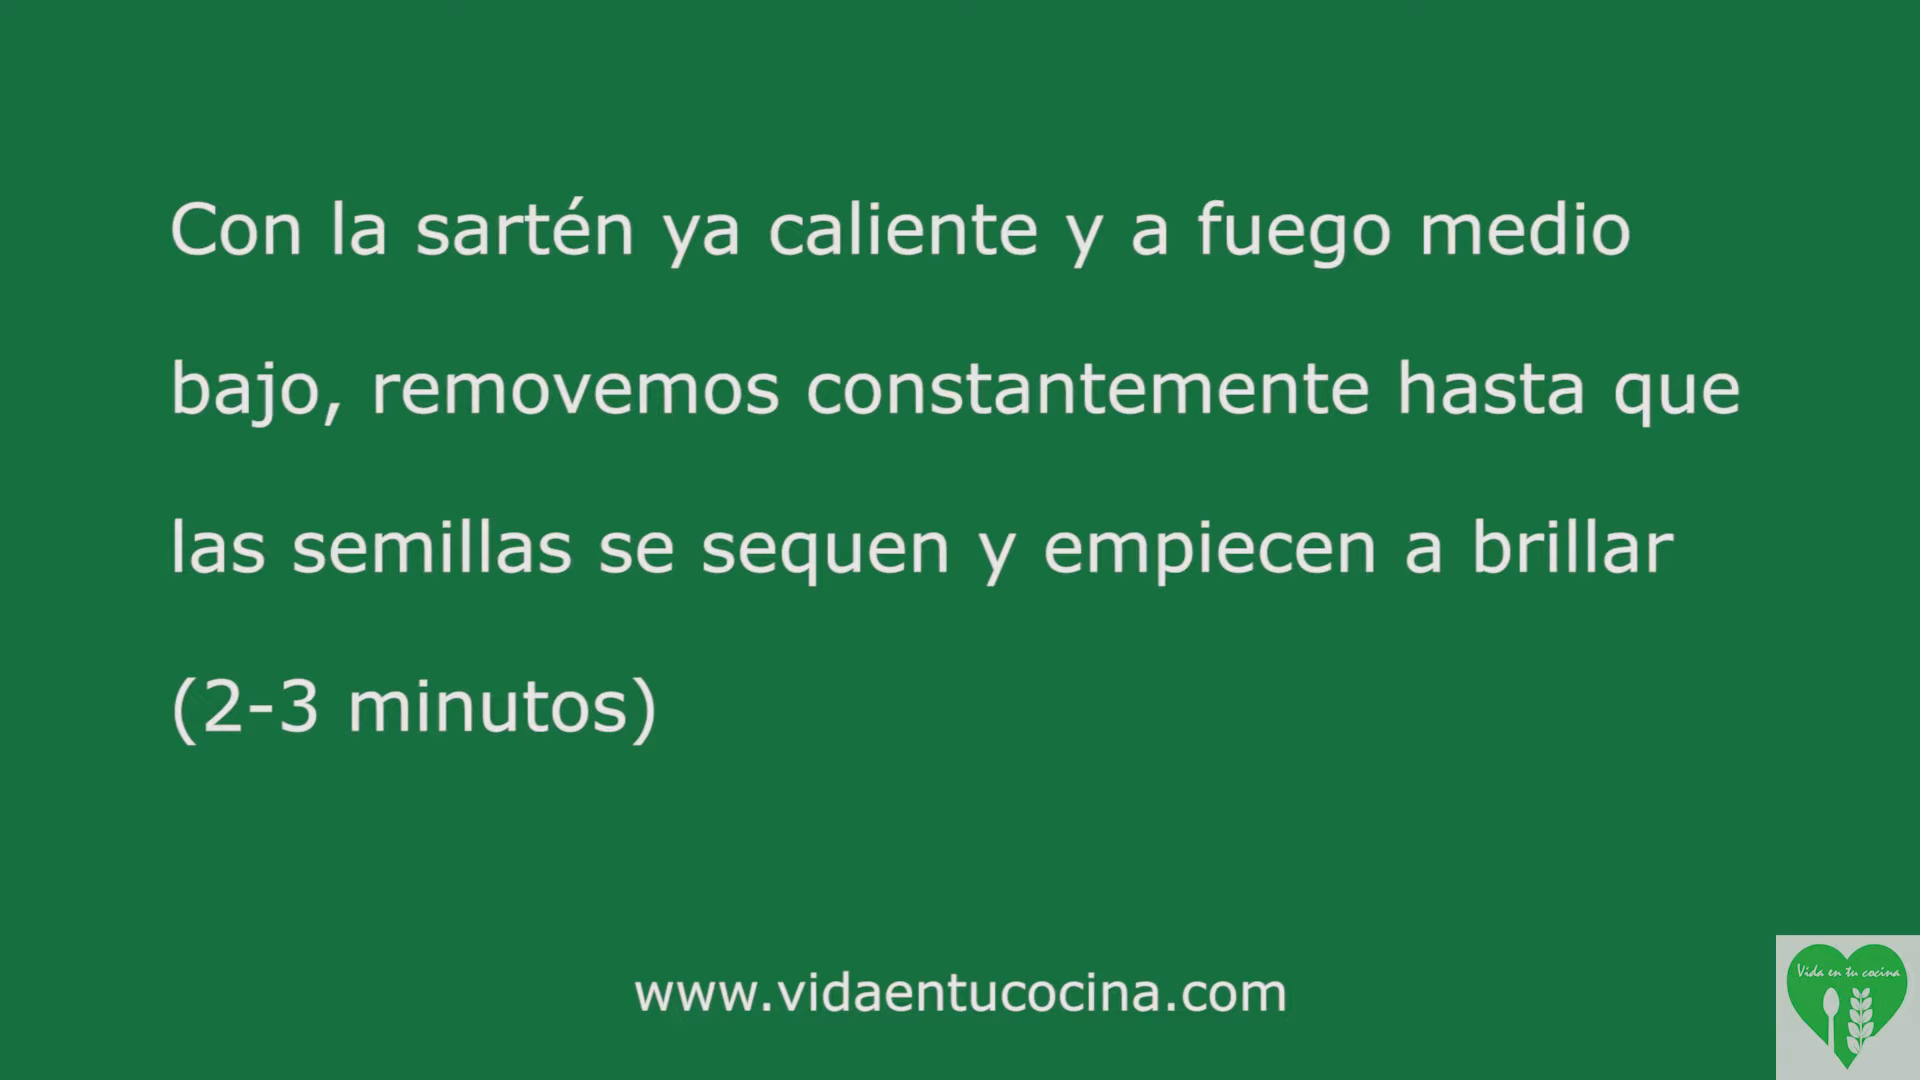 Con la sartén ya caliente y a fuego medio
bajo, removemos constantemente hasta que
las semillas se sequen y empiecen a brillar
(2-3 minutos)
www.vidaentucocina.com
Vida en tu cocina